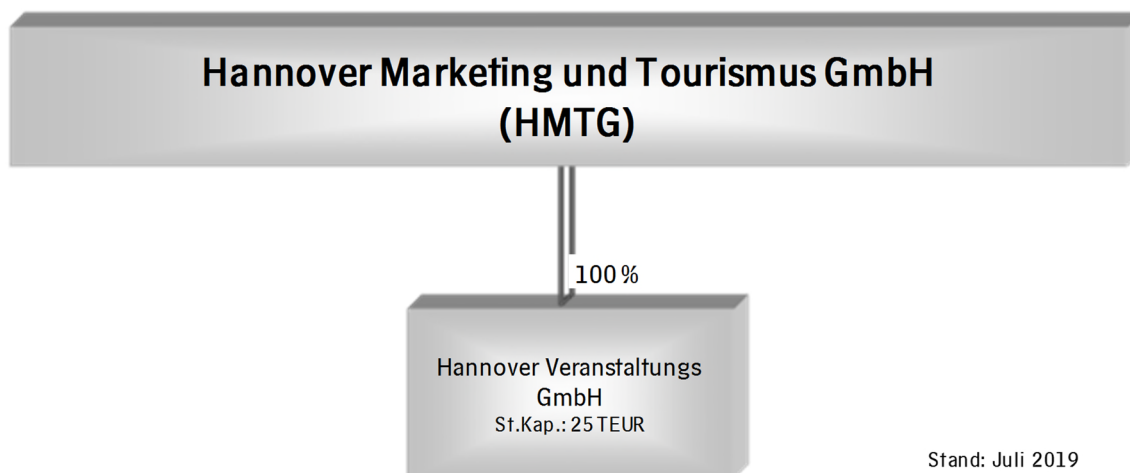 Hannover Marketing und Tourismus GmbH
(HMTG)
100 %
Hannover Veranstaltungs
GmbH
St.Kap.: 25 TEUR
Stand: Juli 2019